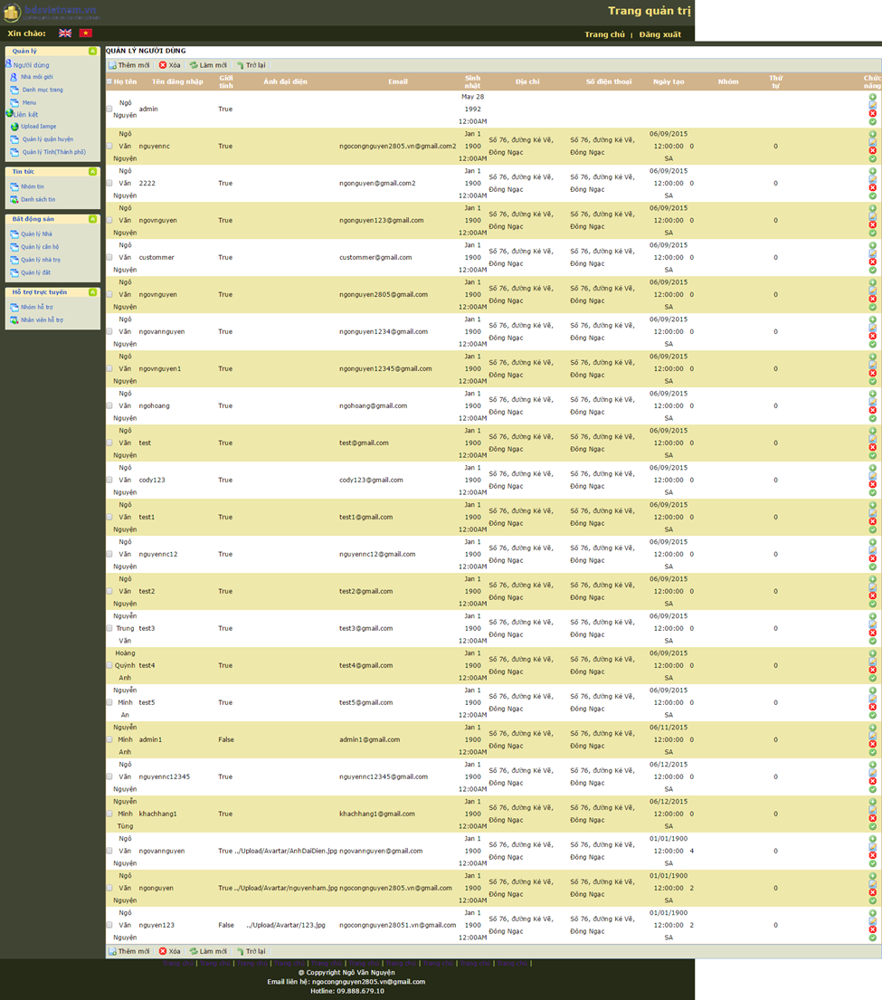 bdsvietnam.vn
Trang quản trị
Xin chào:
Trang chủ | Đăng xuất
Quản lý
Người dùng
Nhà môi giới
Danh mục trang
Menu
Liên kết
Upload Iamge
Quản lý quận huyện
Quản lý Tỉnh(Thành phố)
Tin tức
Nhóm tin
Danh sách tin
Bất động sản
Quản lý Nhà
Quản lý căn hộ
Quản lý nhà trọ
Quản lý đất
Hỗ trợ trực tuyến
Nhóm hỗ trợ
Nhân viên hỗ trợ
QUẢN LÝ NGƯỜI DÙNG
Thêm mới Xóa Làm mới Trở lại
Họ tên Tên đăng nhập Giới tính Ảnh đại diện Email Sinh nhật Địa chỉ Số điện thoại Ngày tạo Nhóm Thứ tự Chức năng
Ngô Nguyện admin True May 28 1992 12:00AM
Ngô Văn Nguyện nguyennc True ngocongnguyen2805.vn@gmail.com2 Jan 1 1900 12:00AM Số 76, đường Kẻ Vẽ, Đông Ngạc Số 76, đường Kẻ Vẽ, Đông Ngạc 06/09/2015 12:00:00 SA 0 0
Ngô Văn Nguyện 2222 True ngonguyen@gmail.com2 Jan 1 1900 12:00AM Số 76, đường Kẻ Vẽ, Đông Ngạc Số 76, đường Kẻ Vẽ, Đông Ngạc 06/09/2015 12:00:00 SA 0 0
Ngô Văn Nguyện ngovnguyen True ngonguyen123@gmail.com Jan 1 1900 12:00AM Số 76, đường Kẻ Vẽ, Đông Ngạc Số 76, đường Kẻ Vẽ, Đông Ngạc 06/09/2015 12:00:00 SA 0 0
Ngô Văn Nguyện custommer True custommer@gmail.com Jan 1 1900 12:00AM Số 76, đường Kẻ Vẽ, Đông Ngạc Số 76, đường Kẻ Vẽ, Đông Ngạc 06/09/2015 12:00:00 SA 0 0
Ngô Văn Nguyện ngovnguyen True ngonguyen2805@gmail.com Jan 1 1900 12:00AM Số 76, đường Kẻ Vẽ, Đông Ngạc Số 76, đường Kẻ Vẽ, Đông Ngạc 06/09/2015 12:00:00 SA 0 0
Ngô Văn Nguyện ngovannguyen True ngonguyen1234@gmail.com Jan 1 1900 12:00AM Số 76, đường Kẻ Vẽ, Đông Ngạc Số 76, đường Kẻ Vẽ, Đông Ngạc 06/09/2015 12:00:00 SA 0 0
Ngô Văn Nguyện ngovnguyen1 True ngonguyen12345@gmail.com Jan 1 1900 12:00AM Số 76, đường Kẻ Vẽ, Đông Ngạc Số 76, đường Kẻ Vẽ, Đông Ngạc 06/09/2015 12:00:00 SA 0 0
Ngô Văn Nguyện ngohoang True ngohoang@gmail.com Jan 1 1900 12:00AM Số 76, đường Kẻ Vẽ, Đông Ngạc Số 76, đường Kẻ Vẽ, Đông Ngạc 06/09/2015 12:00:00 SA 0 0
Ngô Văn Nguyện test True test@gmail.com Jan 1 1900 12:00AM Số 76, đường Kẻ Vẽ, Đông Ngạc Số 76, đường Kẻ Vẽ, Đông Ngạc 06/09/2015 12:00:00 SA 0 0
Ngô Văn Nguyện cody123 True cody123@gmail.com Jan 1 1900 12:00AM Số 76, đường Kẻ Vẽ, Đông Ngạc Số 76, đường Kẻ Vẽ, Đông Ngạc 06/09/2015 12:00:00 SA 0 0
Ngô Văn Nguyện test1 True test1@gmail.com Jan 1 1900 12:00AM Số 76, đường Kẻ Vẽ, Đông Ngạc Số 76, đường Kẻ Vẽ, Đông Ngạc 06/09/2015 12:00:00 SA 0 0
Ngô Văn Nguyện nguyennc12 True nguyennc12@gmail.com Jan 1 1900 12:00AM Số 76, đường Kẻ Vẽ, Đông Ngạc Số 76, đường Kẻ Vẽ, Đông Ngạc 06/09/2015 12:00:00 SA 0 0
Ngô Văn Nguyện test2 True test2@gmail.com Jan 1 1900 12:00AM Số 76, đường Kẻ Vẽ, Đông Ngạc Số 76, đường Kẻ Vẽ, Đông Ngạc 06/09/2015 12:00:00 SA 0 0
Nguyễn Trung Văn test3 True test3@gmail.com Jan 1 1900 12:00AM Số 76, đường Kẻ Vẽ, Đông Ngạc Số 76, đường Kẻ Vẽ, Đông Ngạc 06/09/2015 12:00:00 SA 0 0
Hoàng Quỳnh Anh test4 True test4@gmail.com Jan 1 1900 12:00AM Số 76, đường Kẻ Vẽ, Đông Ngạc Số 76, đường Kẻ Vẽ, Đông Ngạc 06/09/2015 12:00:00 SA 0 0
Nguyễn Minh An test5 True test5@gmail.com Jan 1 1900 12:00AM Số 76, đường Kẻ Vẽ, Đông Ngạc Số 76, đường Kẻ Vẽ, Đông Ngạc 06/09/2015 12:00:00 SA 0 0
Nguyễn Minh Anh admin1 False admin1@gmail.com Jan 1 1900 12:00AM Số 76, đường Kẻ Vẽ, Đông Ngạc Số 76, đường Kẻ Vẽ, Đông Ngạc 06/11/2015 12:00:00 SA 0 0
Ngô Văn Nguyện nguyennc12345 True nguyennc12345@gmail.com Jan 1 1900 12:00AM Số 76, đường Kẻ Vẽ, Đông Ngạc Số 76, đường Kẻ Vẽ, Đông Ngạc 06/12/2015 12:00:00 SA 0 0
Nguyễn Minh Tùng khachhang1 True khachhang1@gmail.com Jan 1 1900 12:00AM Số 76, đường Kẻ Vẽ, Đông Ngạc Số 76, đường Kẻ Vẽ, Đông Ngạc 06/12/2015 12:00:00 SA 0 0
Ngô Văn Nguyện ngovannguyen True ../Upload/Avartar/AnhDaiDien.jpg ngovannguyen@gmail.com Jan 1 1900 12:00AM Số 76, đường Kẻ Vẽ, Đông Ngạc Số 76, đường Kẻ Vẽ, Đông Ngạc 01/01/1900 12:00:00 SA 4 0
Ngô Văn Nguyện ngonguyen True ../Upload/Avartar/nguyenham.jpg ngocongnguyen2805.vn@gmail.com Jan 1 1900 12:00AM Số 76, đường Kẻ Vẽ, Đông Ngạc Số 76, đường Kẻ Vẽ, Đông Ngạc 01/01/1900 12:00:00 SA 2 0
Ngô Văn Nguyện nguyen123 False ../Upload/Avartar/123.jpg ngocongnguyen28051.vn@gmail.com Jan 1 1900 12:00AM Số 76, đường Kẻ Vẽ, Đông Ngạc Số 76, đường Kẻ Vẽ, Đông Ngạc 01/01/1900 12:00:00 SA 2 0
Thêm mới Xóa Làm mới Trở lại
Trang chủ | Trang chủ | Trang chủ | Trang chủ | Trang chủ | Trang chủ | Trang chủ | Trang chủ | Trang chủ | Trang chủ |
@ Coppyright Ngô Văn Nguyện
Email liên hệ: ngocongnguyen2805.vn@gmail.com
Hotline: 09.888.679.10